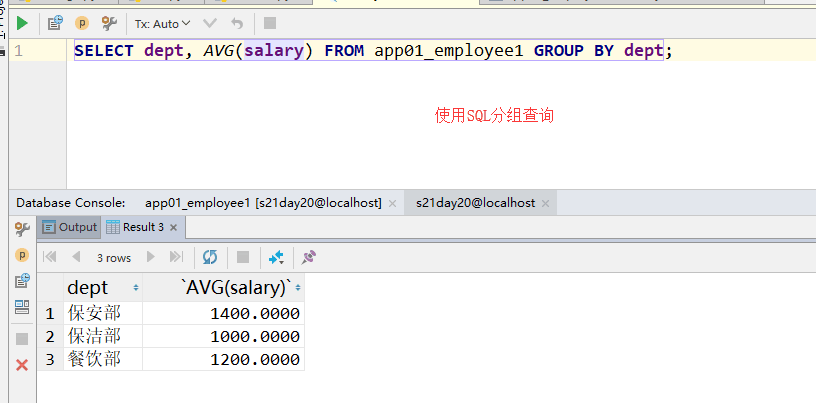 Tx: Auto
1 SELECT dept, AVG(salary) FROM app01_employee1 GROUP BY dept;
使用SQL分组查询
Database Console: app01_employee1 [s21day20@localhost] s21day20@localhost
Output Result 3
3 rows
dept `AVG(salary)`
1 保安部 1400.0000
2 保洁部 1000.0000
3 餐饮部 1200.0000